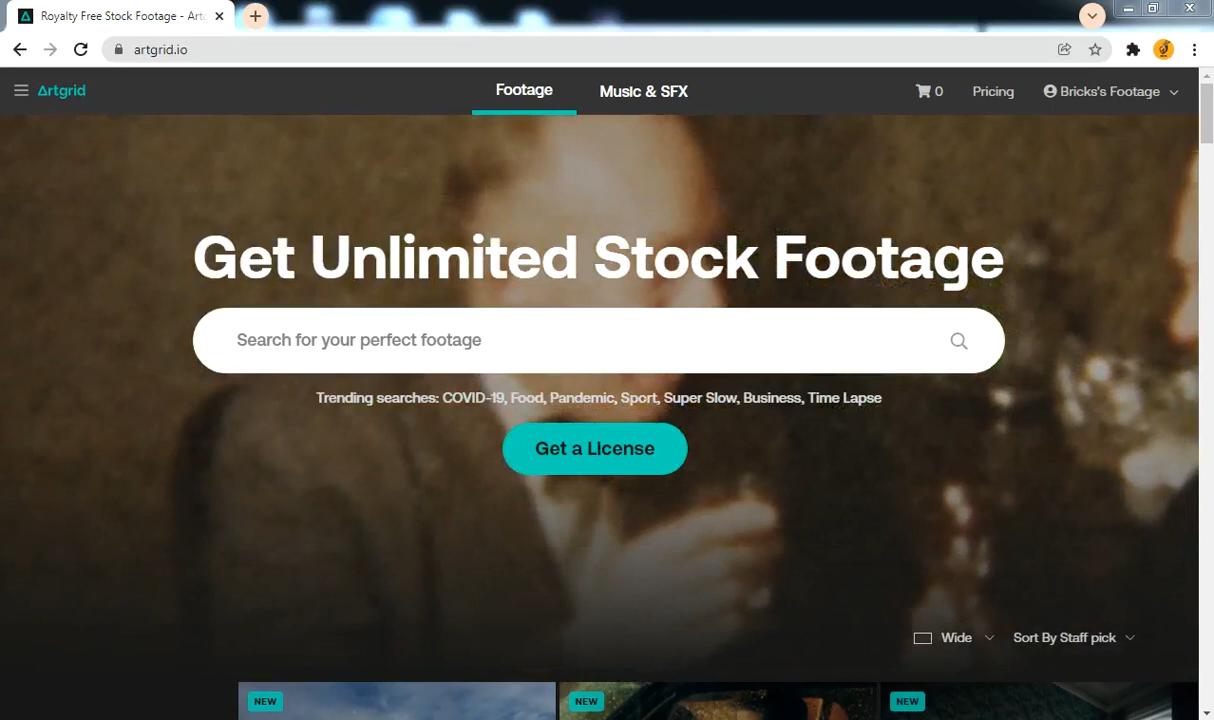 Royalty Free Stock Footage - Art
artgrid.io
Artgrid
Footage
Music & SFX
0
Pricing
Bricks's Footage
Get Unlimited Stock Footage
Search for your perfect footage
Trending searches: COVID-19, Food, Pandemic, Sport, Super Slow, Business, Time Lapse
Get a License
Wide
Sort By Staff pick
NEW
NEW
NEW